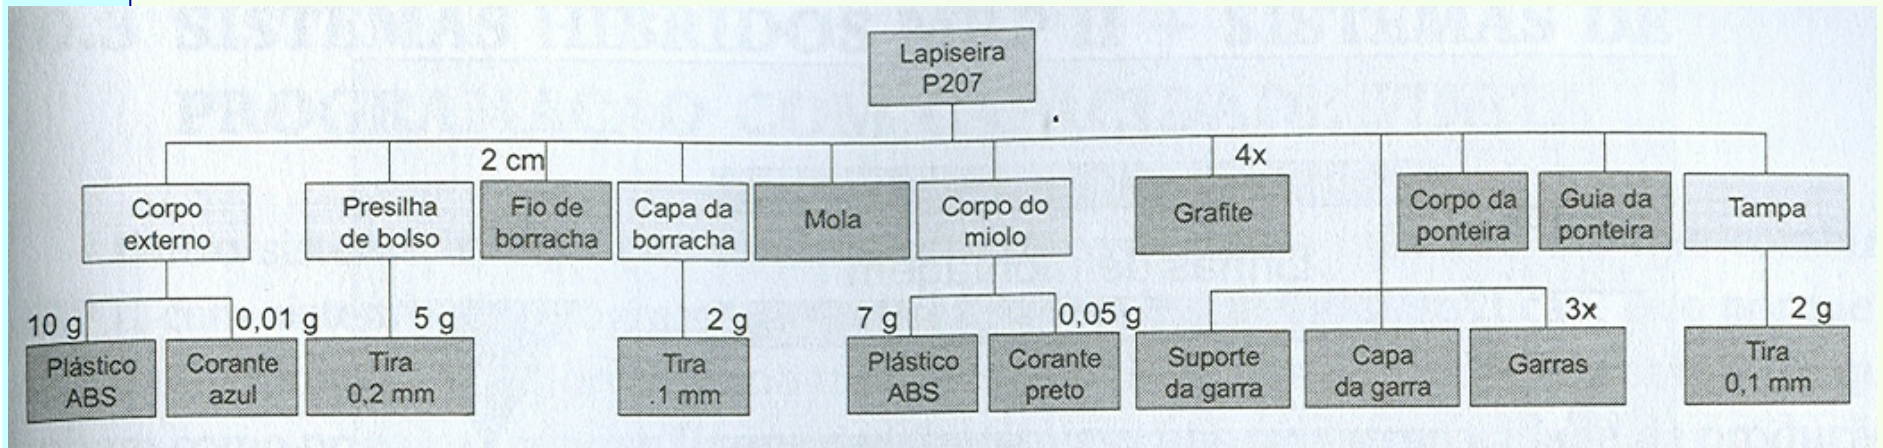 Lapiseira
P207
2 cm
4x
Corpo
externo
Presilha
de bolso
Fio de
borracha
Capa da
borracha
Mola
Corpo do
miolo
Grafite
Corpo da
ponteira
Guia da
ponteira
Tampa
10 g
0,01 g
5 g
2 g
7 g
0,05 g
3x
2 g
Plástico
ABS
Corante
azul
Tira
0,2 mm
Tira
.1 mm
Plástico
ABS
Corante
preto
Suporte
da garra
Capa
da garra
Garras
Tira
0,1 mm